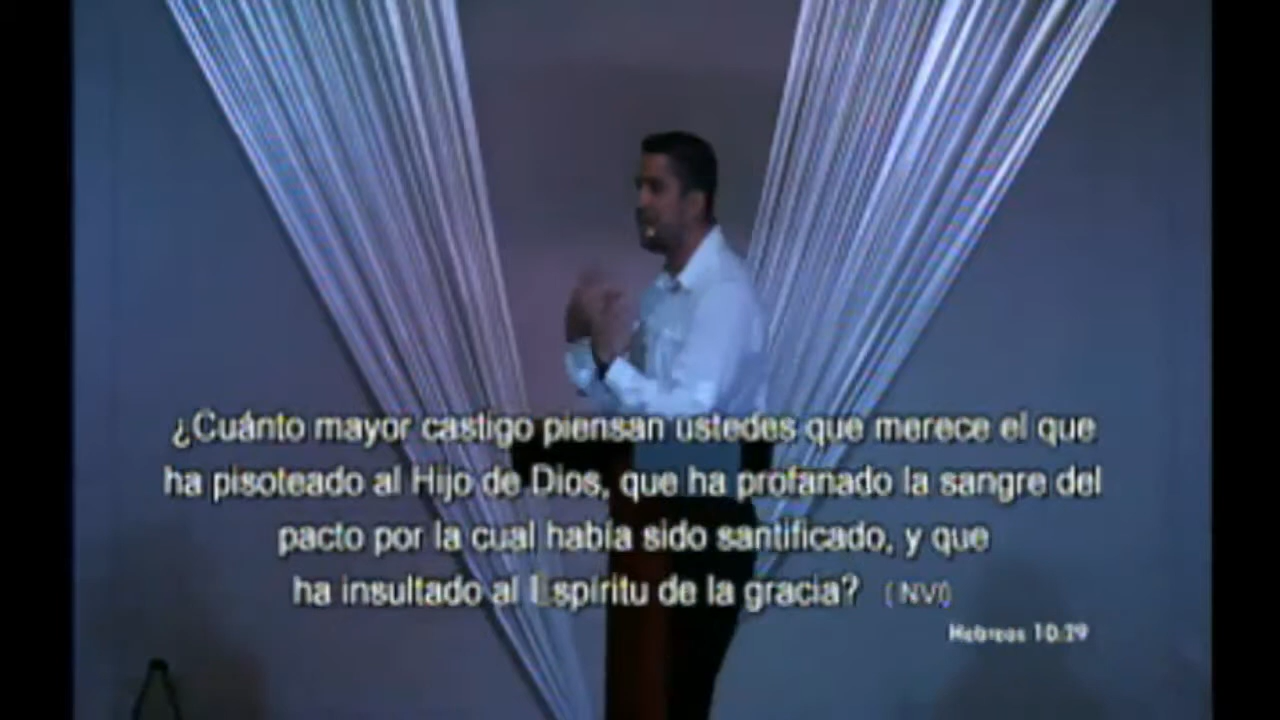 ¿Cuánto mayor castigo piensan ustedes que merece el que
ha pisoteado al Hijo de Dios, que ha profanado la sangre del
pacto por la cual había sido santificado, y que
ha insultado al Espíritu de la gracia? (NVI)
Hebreos 10:29